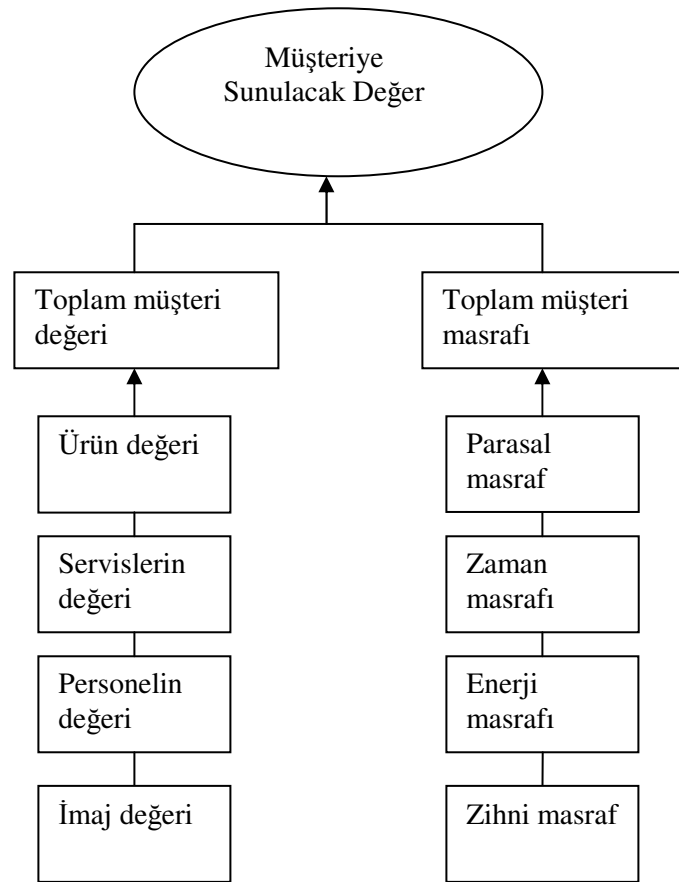 Müşteriye
Sunulacak Değer
Toplam müşteri
değeri
Toplam müşteri
masrafı
Ürün değeri
Parasal
masraf
Servislerin
değeri
Zaman
masrafı
Personelin
değeri
Enerji
masrafı
İmaj değeri
Zihni masraf